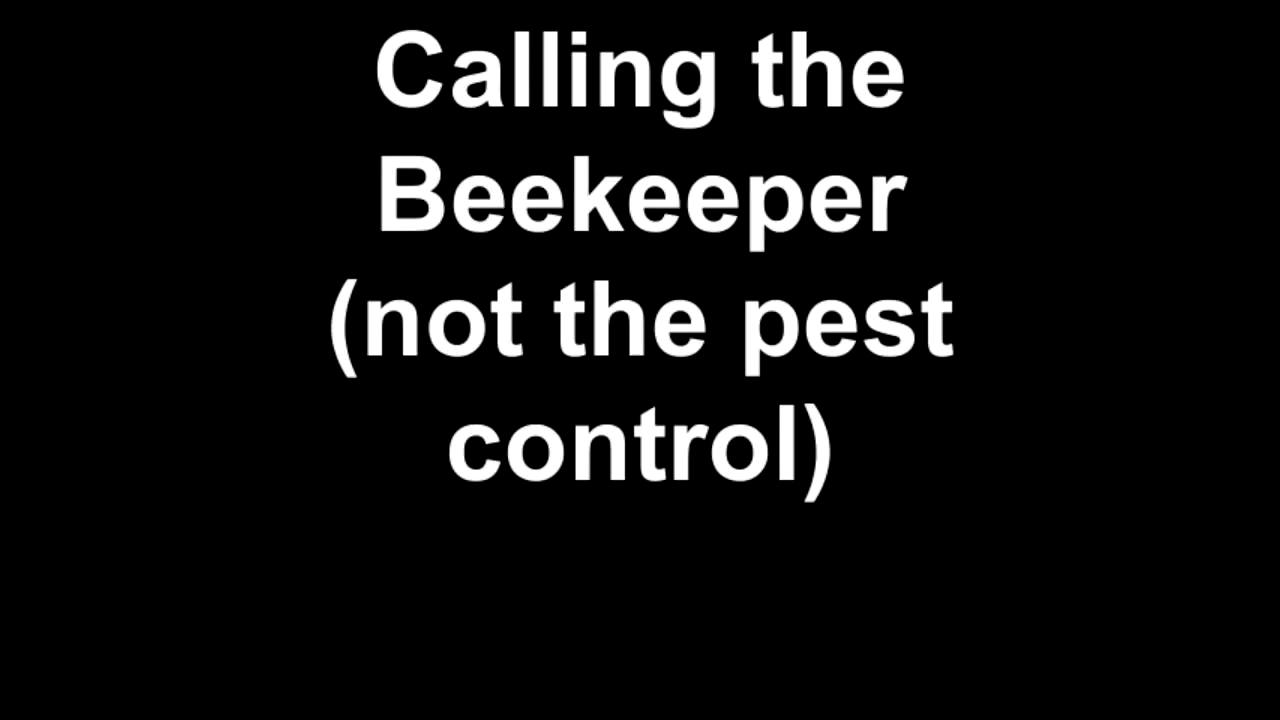 Calling the
Beekeeper
(not the pest
control)